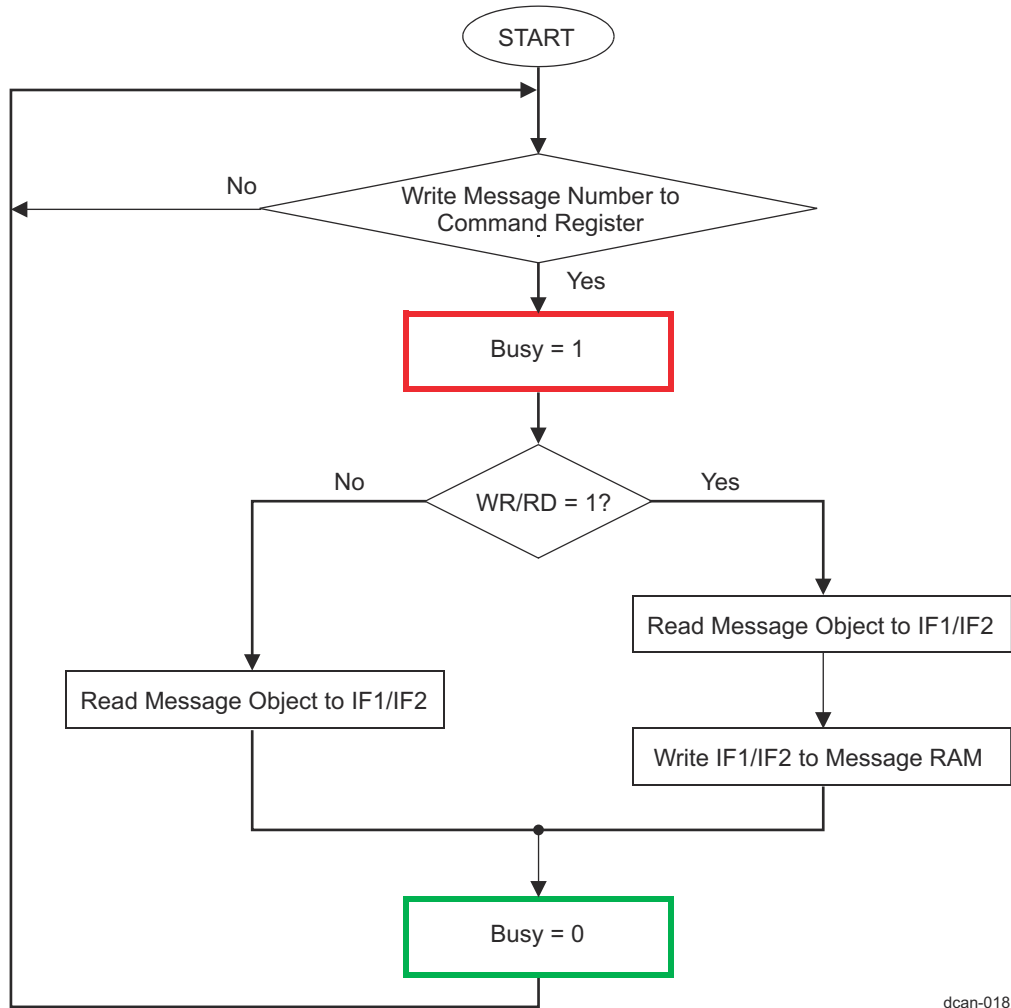 START
No
Write Message Number to
Command Register
Yes
Busy = 1
No
Yes
WR/RD = 1?
Read Message Object to IF1/IF2
Read Message Object to IF1/IF2
Write IF1/IF2 to Message RAM
Busy = 0
dcan-018